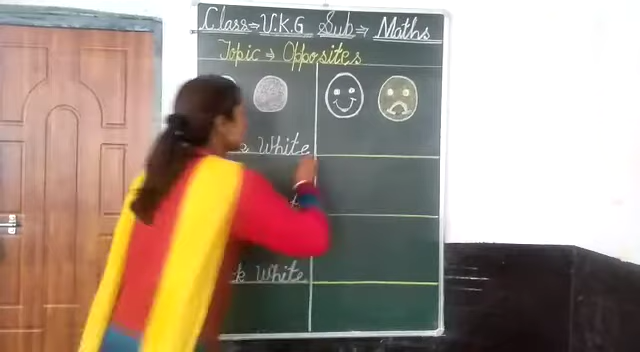 Class⇒U.K.G Sub⇒ Maths
Topic ⇒ Opposites
White
White